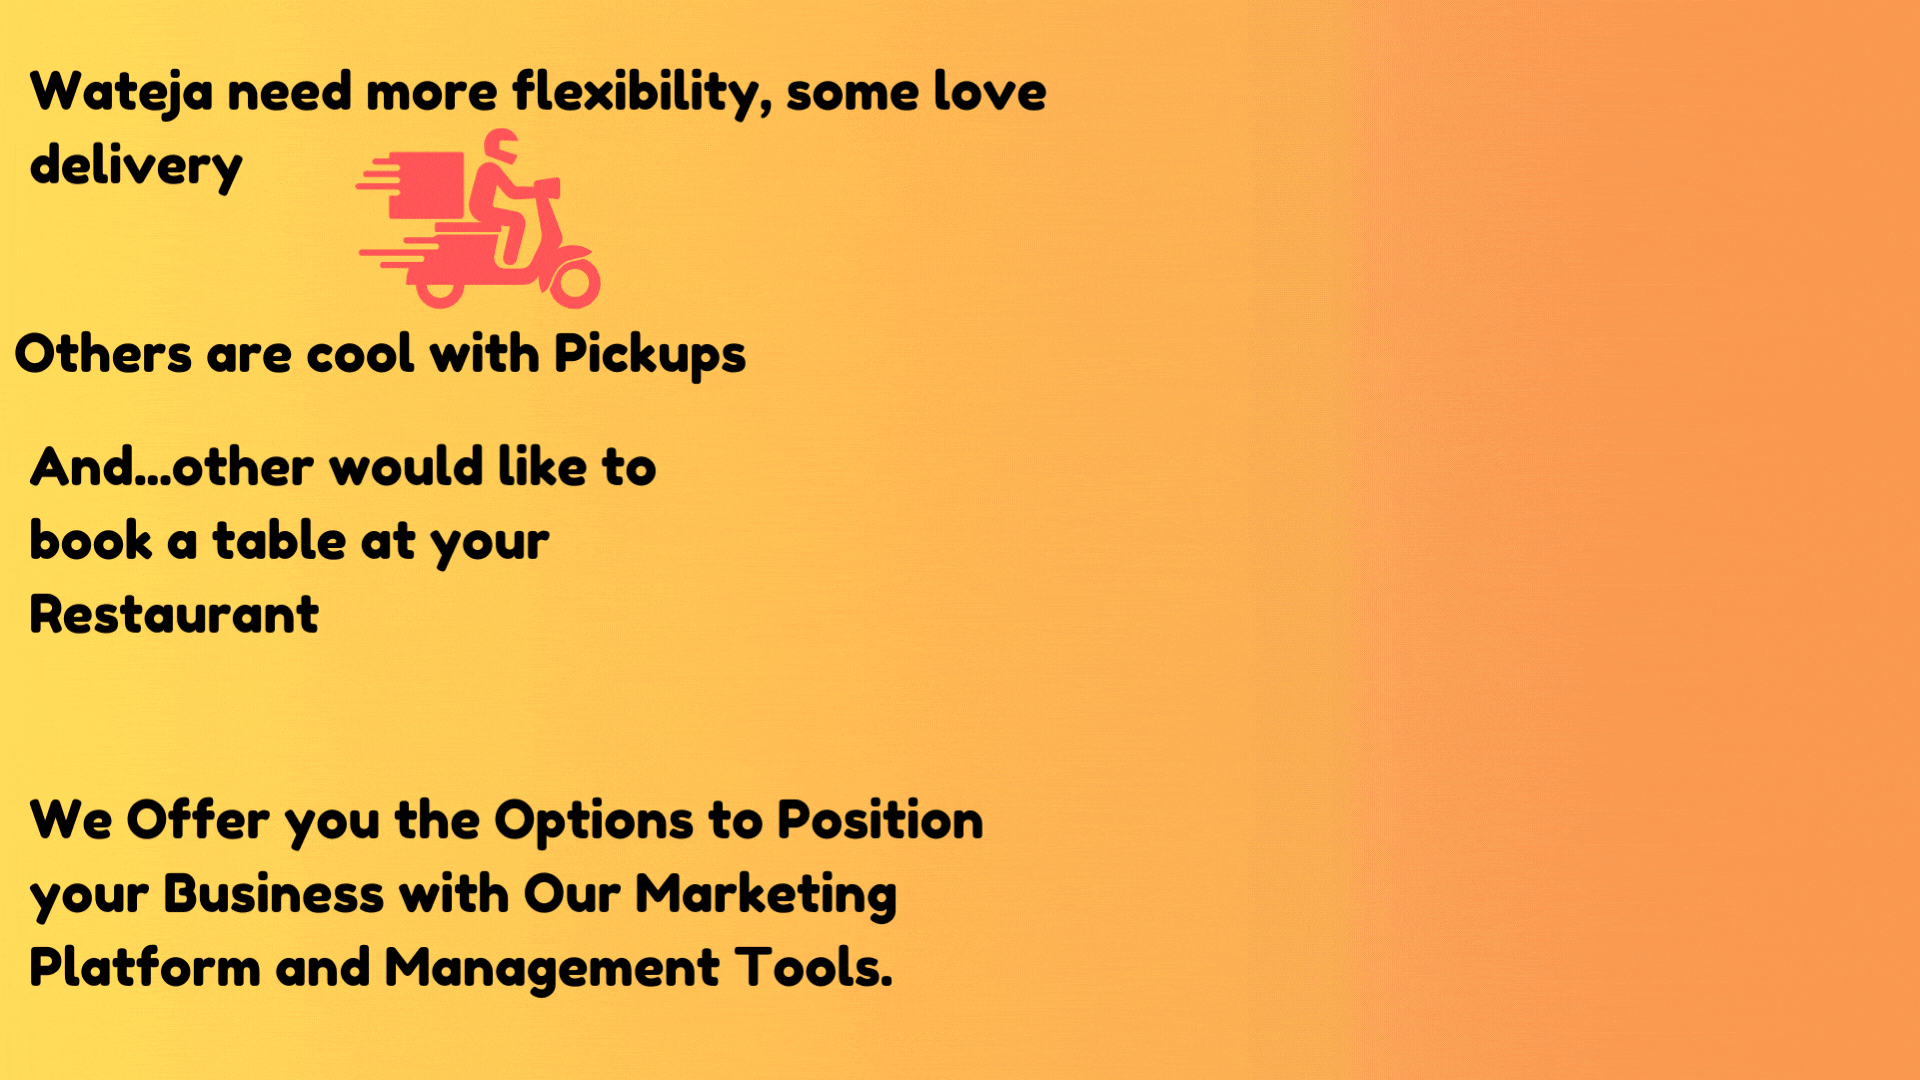 Wateja need more flexibility, some love
delivery
Others are cool with Pickups
And...other would like to
book a table at your
Restaurant
We Offer you the Options to Position
your Business with Our Marketing
Platform and Management Tools.